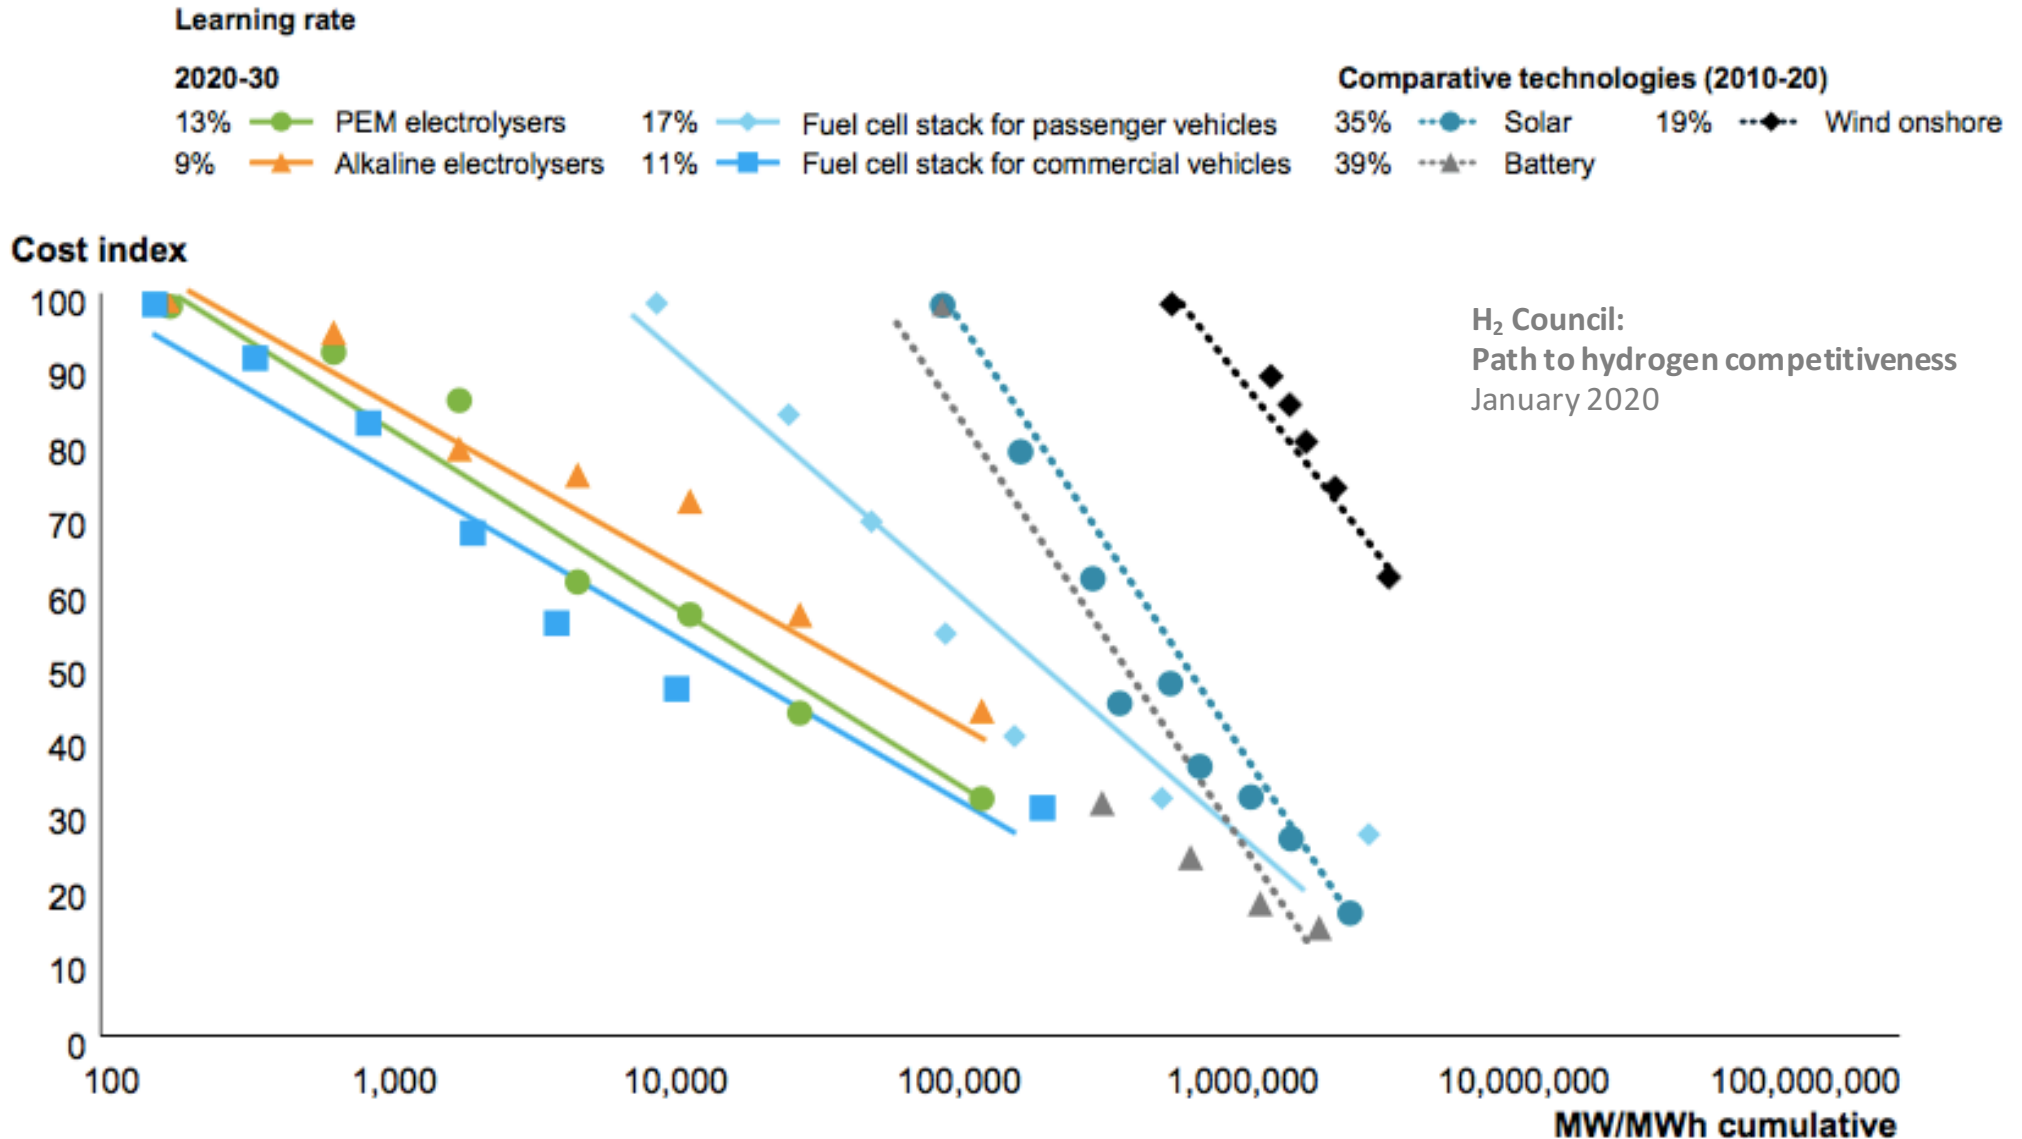 Learning rate
2020-30
Comparative technologies (2010-20)
13% PEM electrolysers 17% Fuel cell stack for passenger vehicles 35% Solar 19% Wind onshore
9% Alkaline electrolysers 11% Fuel cell stack for commercial vehicles 39% Battery
Cost index
100
90
80
70
60
50
40
30
20
10
0
H₂ Council:
Path to hydrogen competitiveness
January 2020
100 1,000 10,000 100,000 1,000,000 10,000,000 100,000,000
MW/MWh cumulative